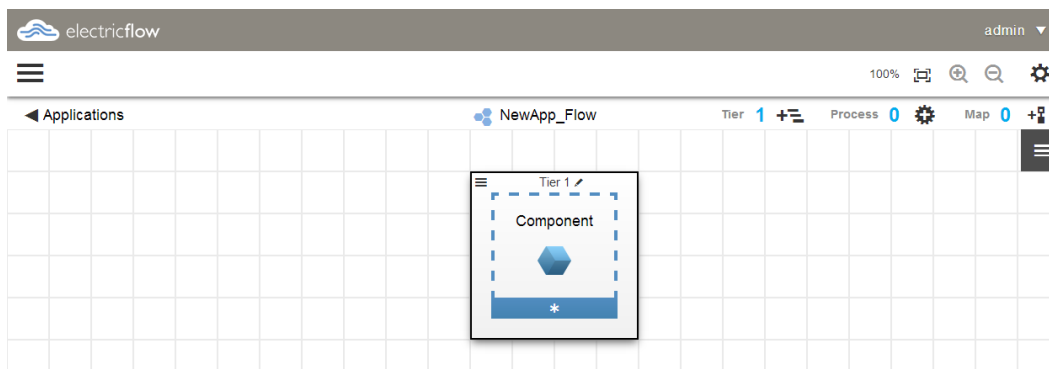 electricflow
admin
100%
Applications
NewApp_Flow
Tier 1
Process 0
Map 0
Tier 1
Component
*